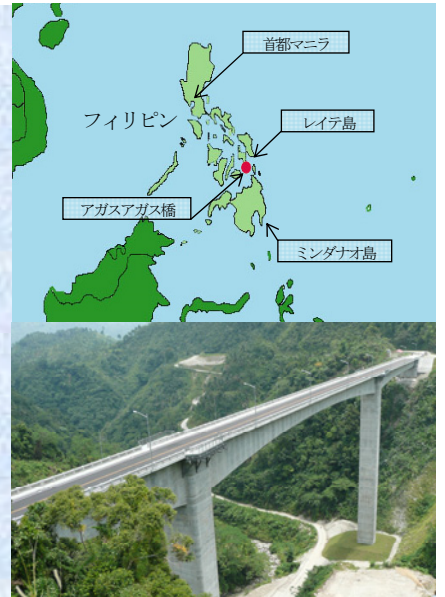 首都マニラ
フィリピン
レイテ島
アガスアガス橋
ミンダナオ島